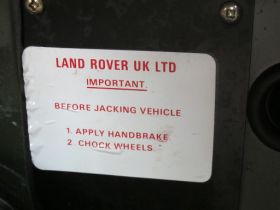 LAND ROVER UK LTD
IMPORTANT.
BEFORE JACKING VEHICLE
1. APPLY HANDBRAKE
2. CHOCK WHEELS